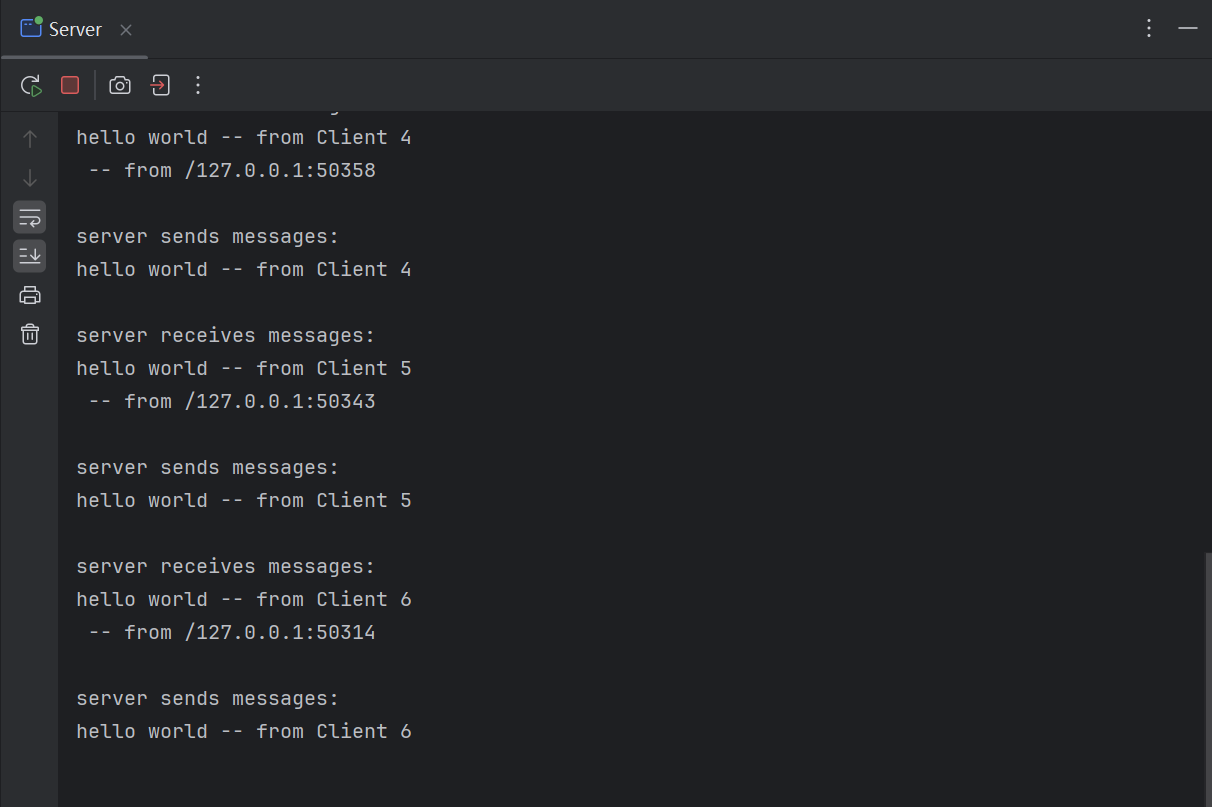 Server
hello world -- from Client 4
 -- from /127.0.0.1:50358
server sends messages:
hello world -- from Client 4
server receives messages:
hello world -- from Client 5
 -- from /127.0.0.1:50343
server sends messages:
hello world -- from Client 5
server receives messages:
hello world -- from Client 6
 -- from /127.0.0.1:50314
server sends messages:
hello world -- from Client 6